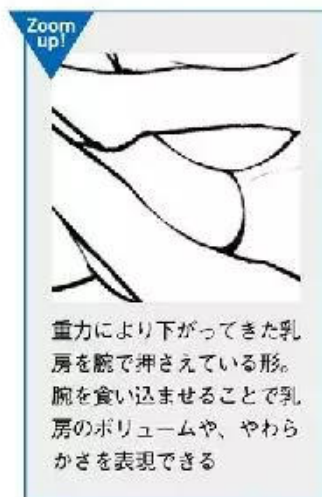 Zoom
up!
重力により下がってきた乳
房を腕で押さえている形。
腕を食い込ませることで乳
房のボリュームや、やわら
かさを表現できる